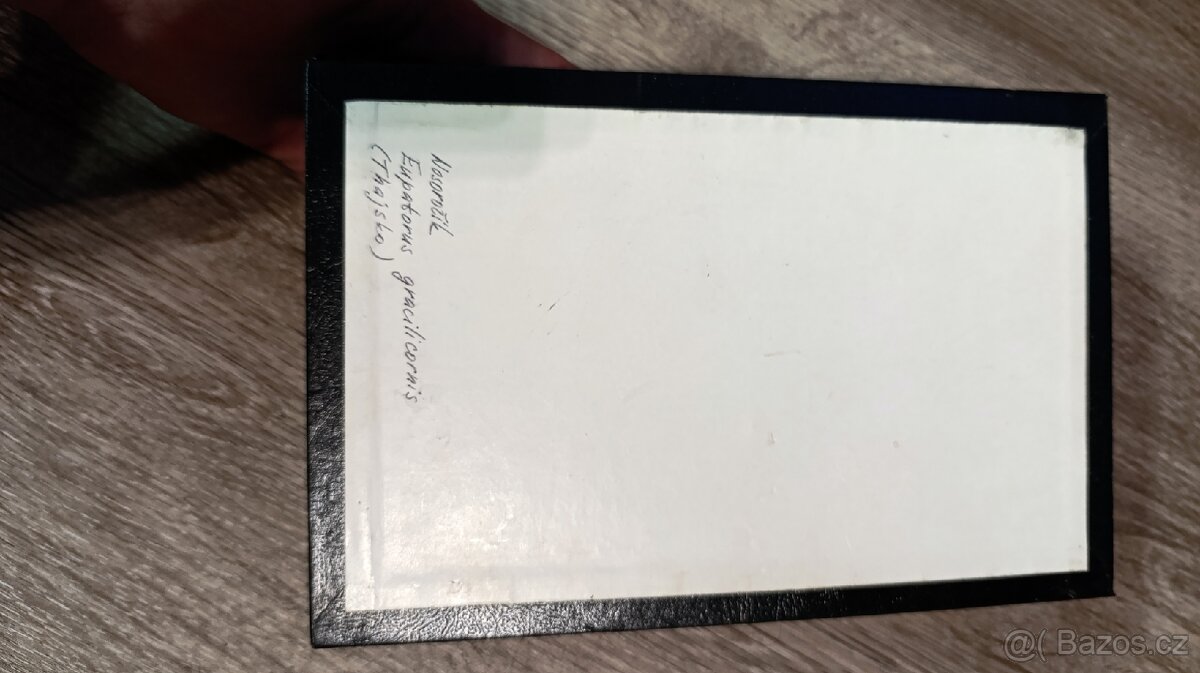 Nosorožík
Eupatorus gracilicornis
(Thajsko)
@( Bazos.cz